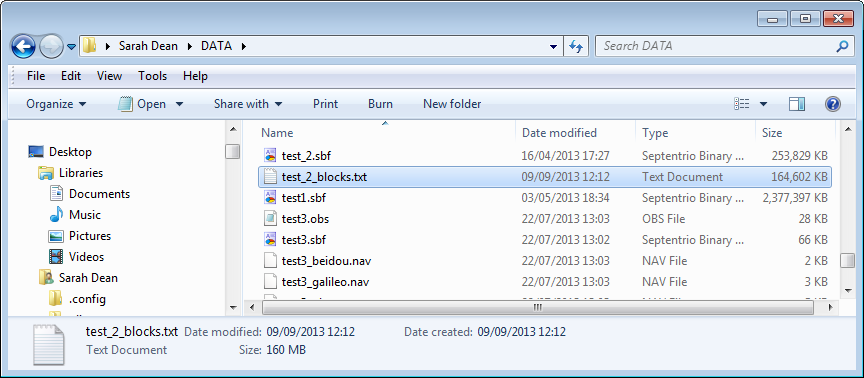 Sarah Dean ▸ DATA ▸ Search DATA
File Edit View Tools Help
Organize Open Share with Print Burn New folder
Name Date modified Type Size
Desktop
Libraries
Documents
Music
Pictures
Videos
Sarah Dean
.config
test_2.sbf 16/04/2013 17:27 Septentrio Binary ... 253,829 KB
test_2_blocks.txt 09/09/2013 12:12 Text Document 164,602 KB
test1.sbf 03/05/2013 18:34 Septentrio Binary ... 2,377,397 KB
test3.obs 22/07/2013 13:03 OBS File 28 KB
test3.sbf 22/07/2013 13:02 Septentrio Binary ... 66 KB
test3_beidou.nav 22/07/2013 13:03 NAV File 2 KB
test3_galileo.nav 22/07/2013 13:03 NAV File 3 KB
test_2_blocks.txt Date modified: 09/09/2013 12:12 Date created: 09/09/2013 12:12
Text Document Size: 160 MB